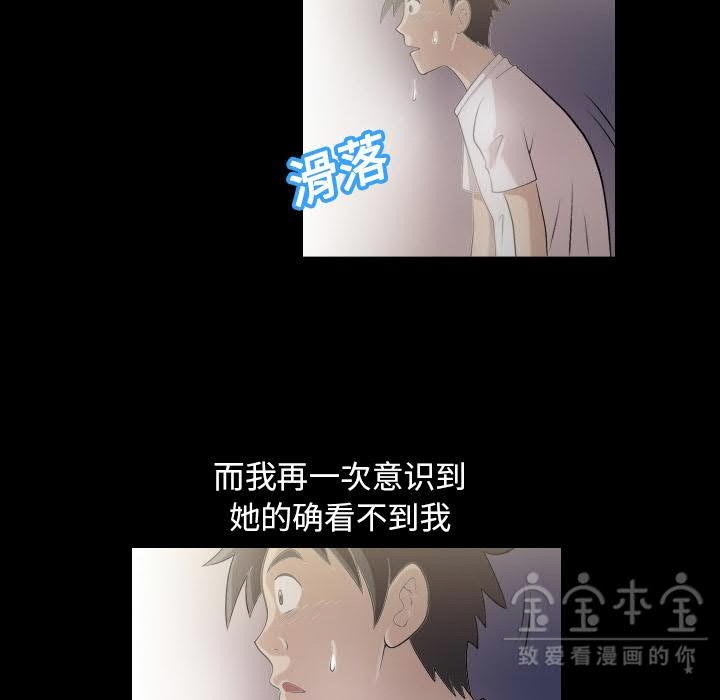 滑落
而我再一次意识到
她的确看不到我
宝宝本宝
致爱看漫画的你